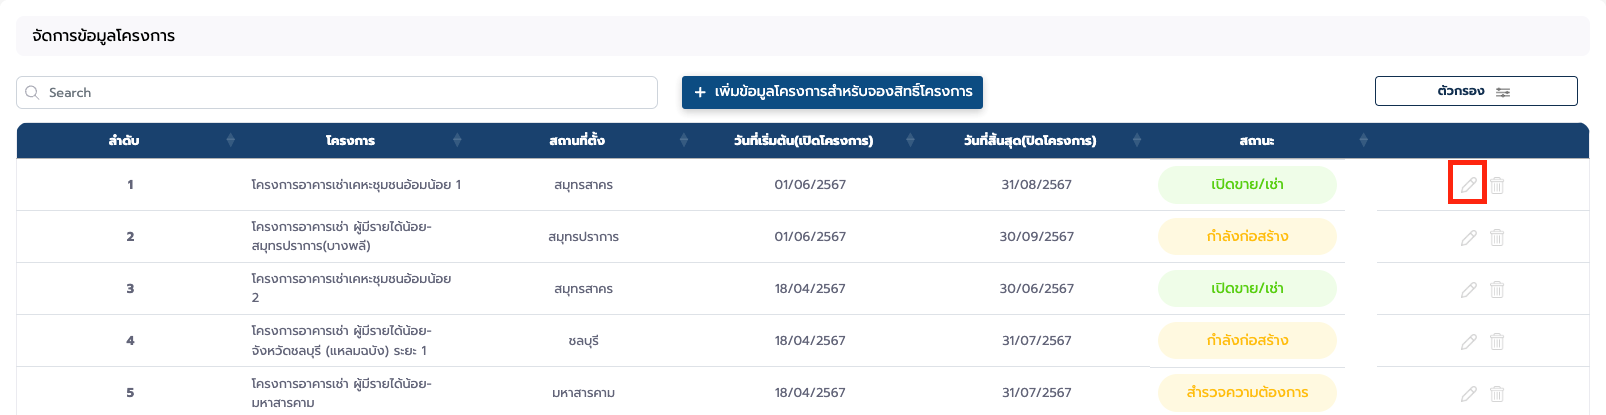 จัดการข้อมูลโครงการ
Search
+ เพิ่มข้อมูลโครงการสำหรับจองสิทธิ์โครงการ
ตัวกรอง
ลำดับ โครงการ สถานที่ตั้ง วันที่เริ่มต้น(เปิดโครงการ) วันที่สิ้นสุด(ปิดโครงการ) สถานะ
1 โครงการอาคารเช่าเคหะชุมชนอ้อมน้อย 1 สมุทรสาคร 01/06/2567 31/08/2567 เปิดขาย/เช่า
2 โครงการอาคารเช่า ผู้มีรายได้น้อย-
สมุทรปราการ(บางพลี) สมุทรปราการ 01/06/2567 30/09/2567 กำลังก่อสร้าง
3 โครงการอาคารเช่าเคหะชุมชนอ้อมน้อย
2 สมุทรสาคร 18/04/2567 30/06/2567 เปิดขาย/เช่า
4 โครงการอาคารเช่า ผู้มีรายได้น้อย-
จังหวัดชลบุรี (แหลมฉบัง) ระยะ 1 ชลบุรี 18/04/2567 31/07/2567 กำลังก่อสร้าง
5 โครงการอาคารเช่า ผู้มีรายได้น้อย-
มหาสารคาม มหาสารคาม 18/04/2567 31/07/2567 สำรวจความต้องการ